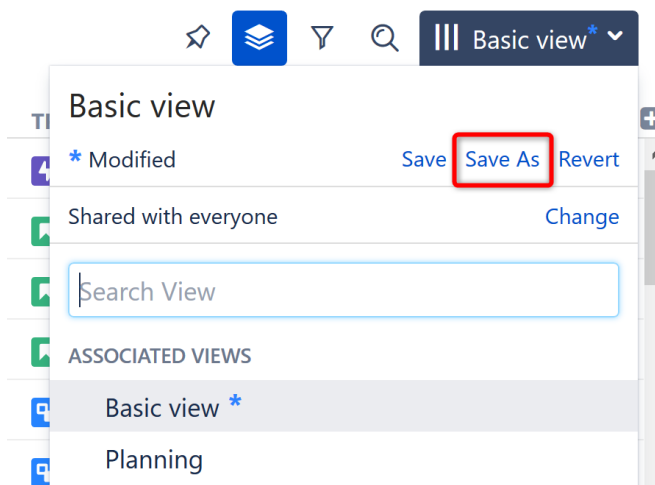 Basic view*
Basic view
* Modified Save Save As Revert
Shared with everyone Change
Search View
ASSOCIATED VIEWS
Basic view *
Planning